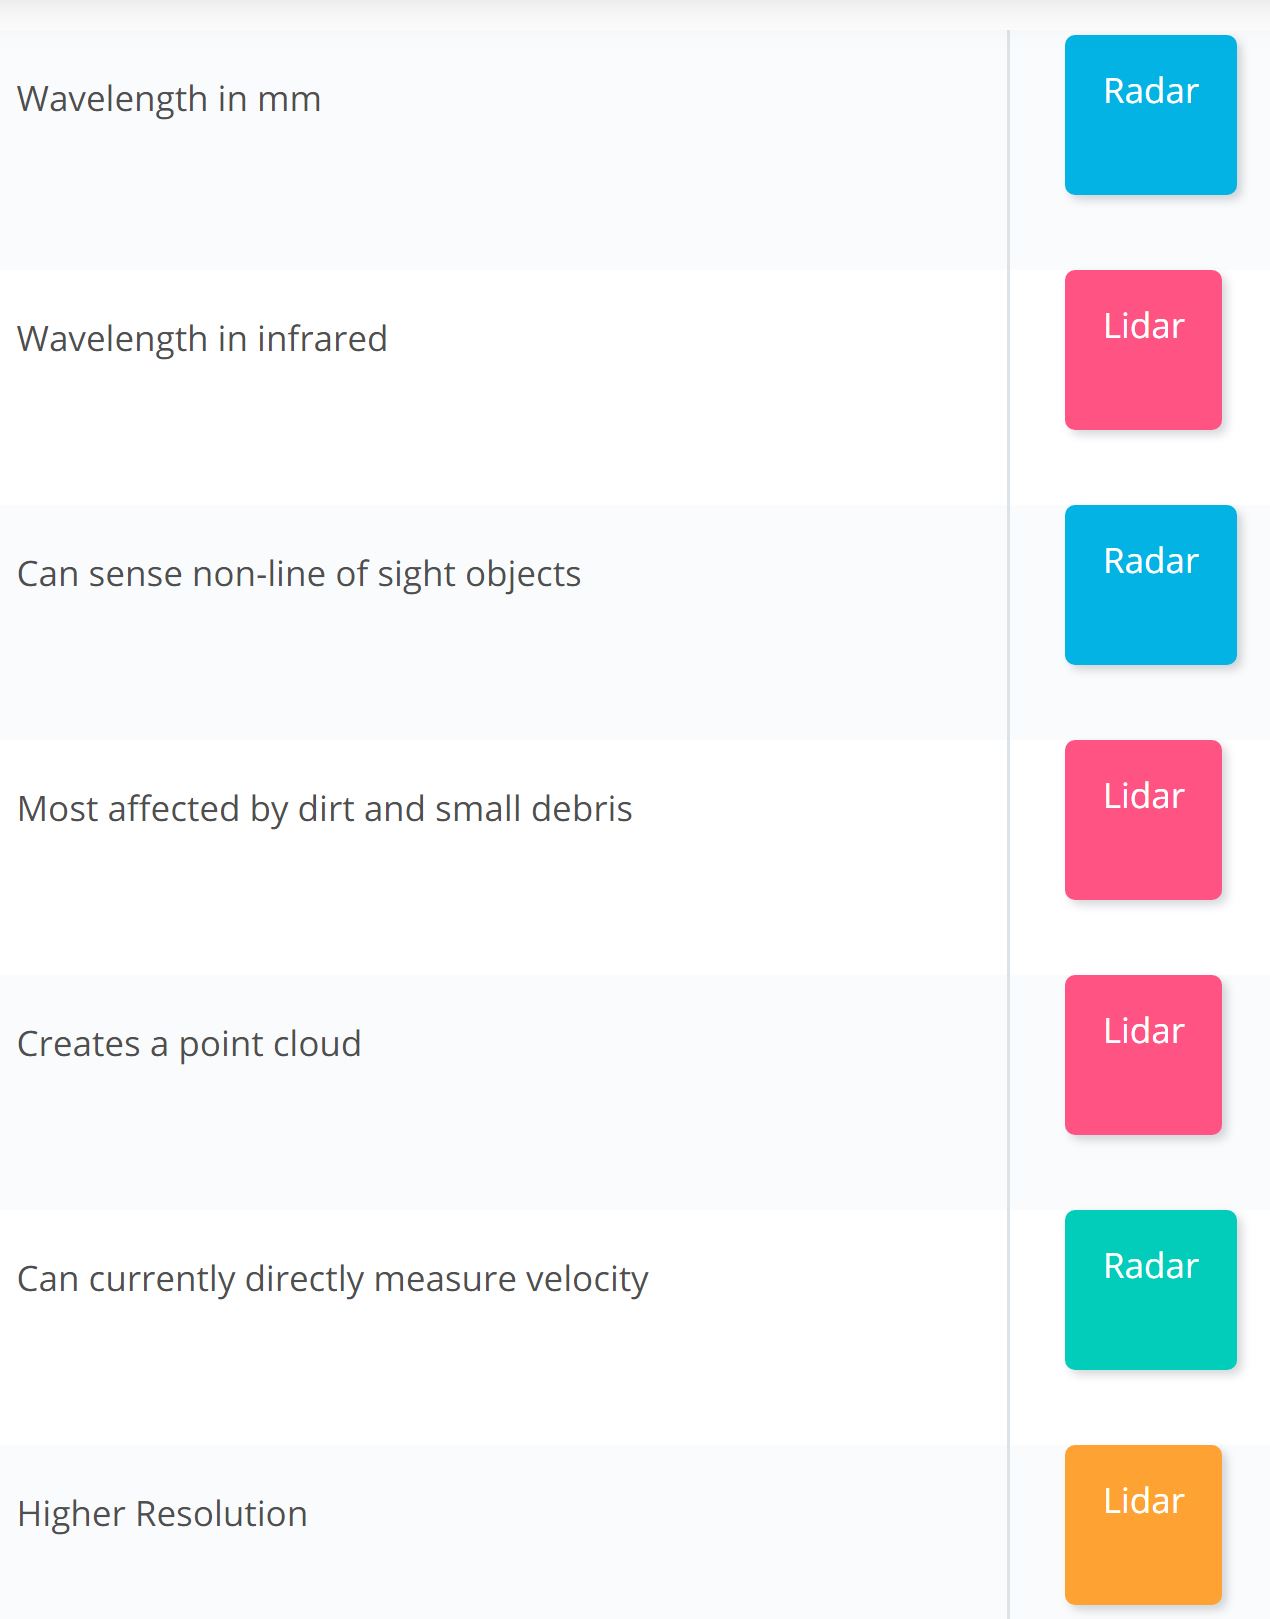 Wavelength in mm
Radar
Wavelength in infrared
Lidar
Can sense non-line of sight objects
Radar
Most affected by dirt and small debris
Lidar
Creates a point cloud
Lidar
Can currently directly measure velocity
Radar
Higher Resolution
Lidar